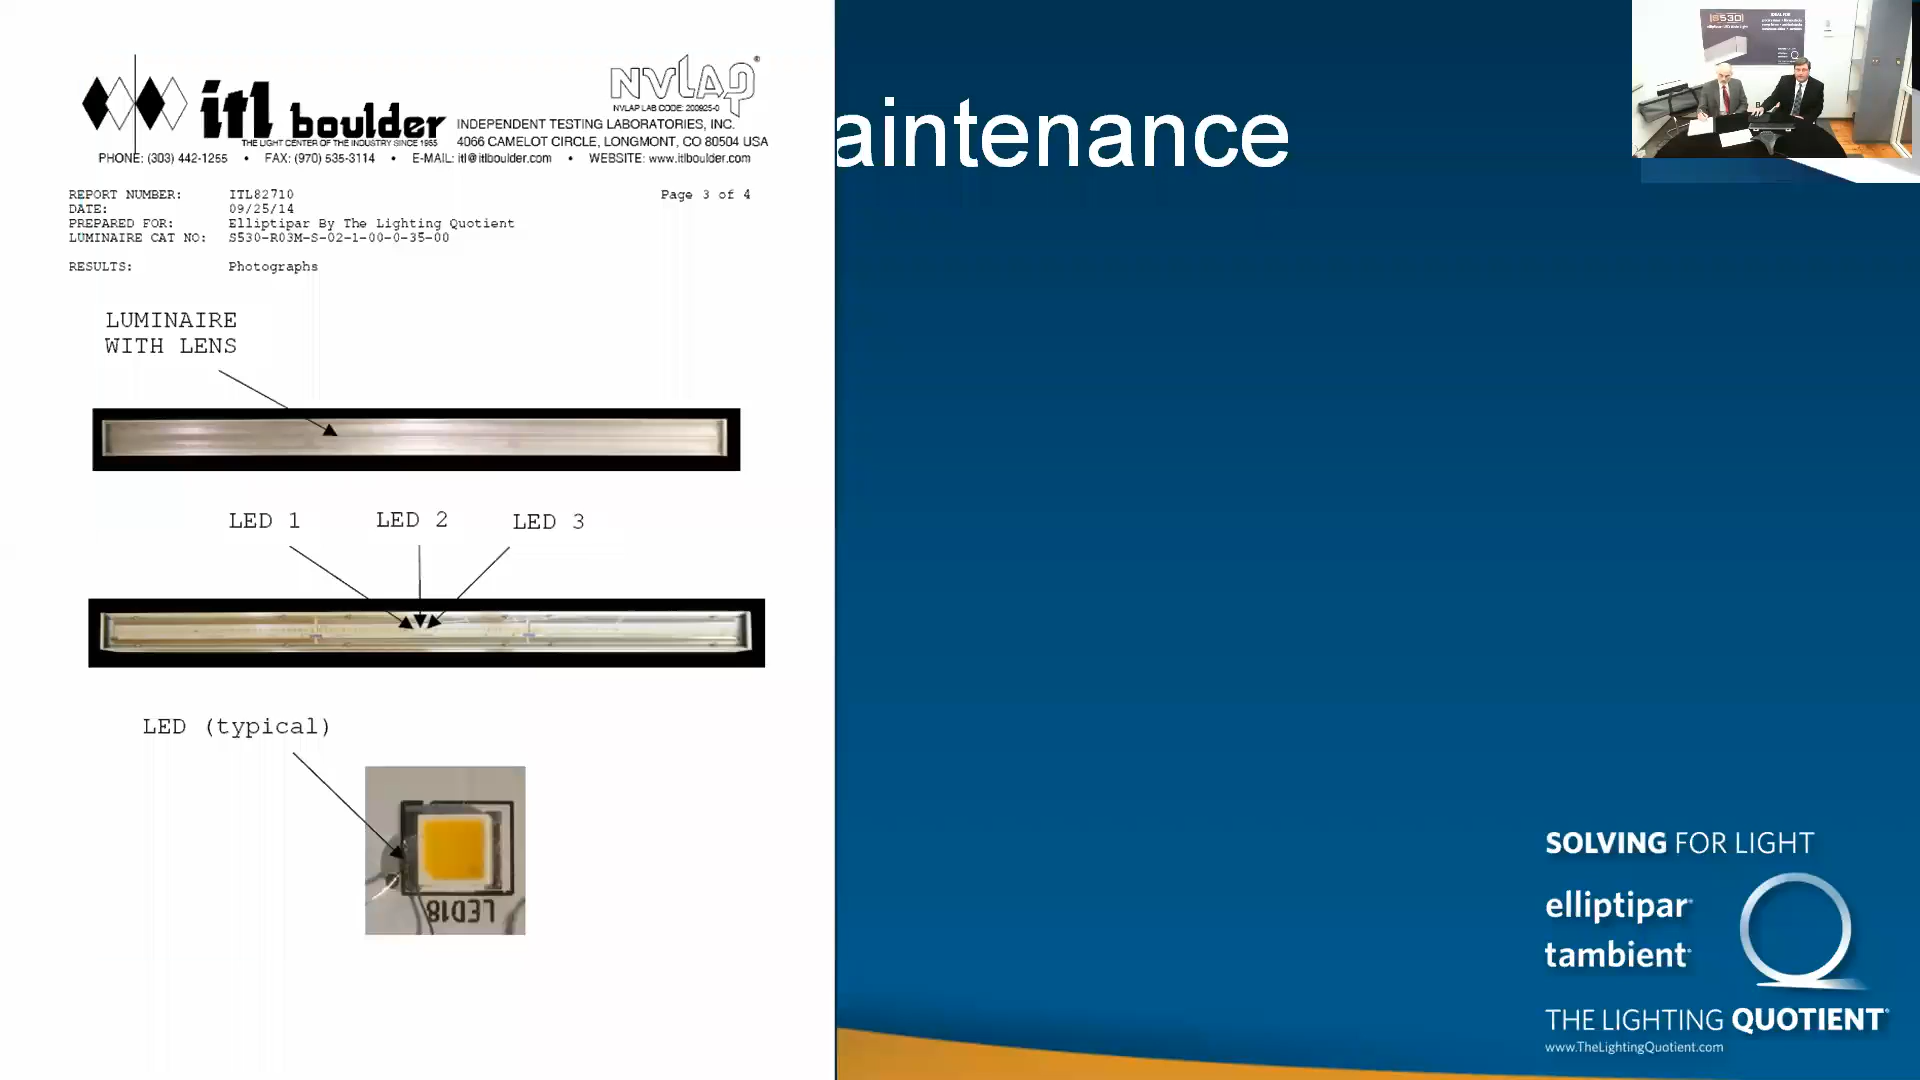 itl boulder
THE LIGHT CENTER OF THE INDUSTRY SINCE 1955
NVLAP®
NVLAP LAB CODE: 200925-0
INDEPENDENT TESTING LABORATORIES, INC.
4066 CAMELOT CIRCLE, LONGMONT, CO 80504 USA
PHONE: (303) 442-1255 • FAX: (970) 535-3114 • E-MAIL: itl@itlboulder.com • WEBSITE: www.itlboulder.com
REPORT NUMBER: ITL82710 Page 3 of 4
DATE: 09/25/14
PREPARED FOR: Elliptipar By The Lighting Quotient
LUMINAIRE CAT NO: S530-R03M-S-02-1-00-0-35-00
RESULTS: Photographs
LUMINAIRE
WITH LENS
LED 1 LED 2 LED 3
LED (typical)
LED18
aintenance
S530
IDEAL FOR
SOLVING FOR LIGHT
elliptipar
tambient
THE LIGHTING QUOTIENT®
www.TheLightingQuotient.com